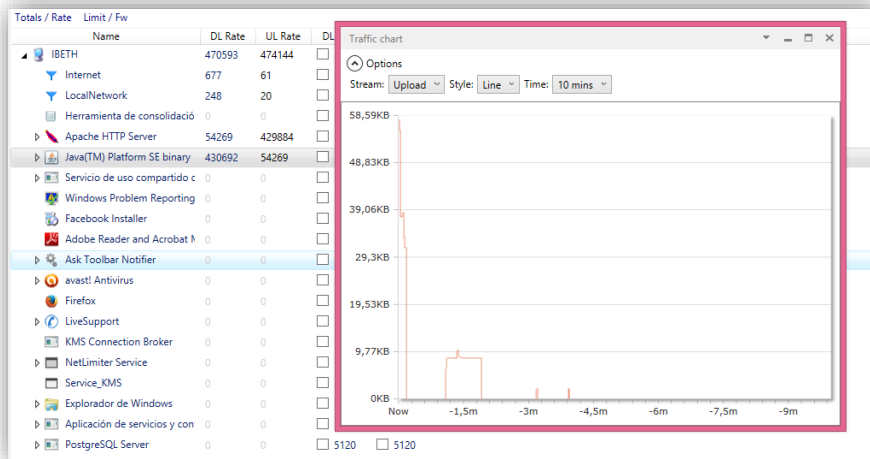 Totals / Rate Limit / Fw
Name DL Rate UL Rate DL
IBETH 470593 474144
Internet 677 61
LocalNetwork 248 20
Herramienta de consolidació 0 0
Apache HTTP Server 54269 429884
Java(TM) Platform SE binary 430692 54269
Servicio de uso compartido c 0 0
Windows Problem Reporting 0 0
Facebook Installer 0 0
Adobe Reader and Acrobat M 0 0
Ask Toolbar Notifier 0 0
avast! Antivirus 0 0
Firefox 0 0
LiveSupport 0 0
KMS Connection Broker 0 0
NetLimiter Service 0 0
Service_KMS 0 0
Explorador de Windows 0 0
Aplicación de servicios y con 0 0
PostgreSQL Server 0 0 5120 5120
Traffic chart
Options
Stream: Upload Style: Line Time: 10 mins
58,59KB
48,83KB
39,06KB
29,3KB
19,53KB
9,77KB
0KB
Now -1,5m -3m -4,5m -6m -7,5m -9m